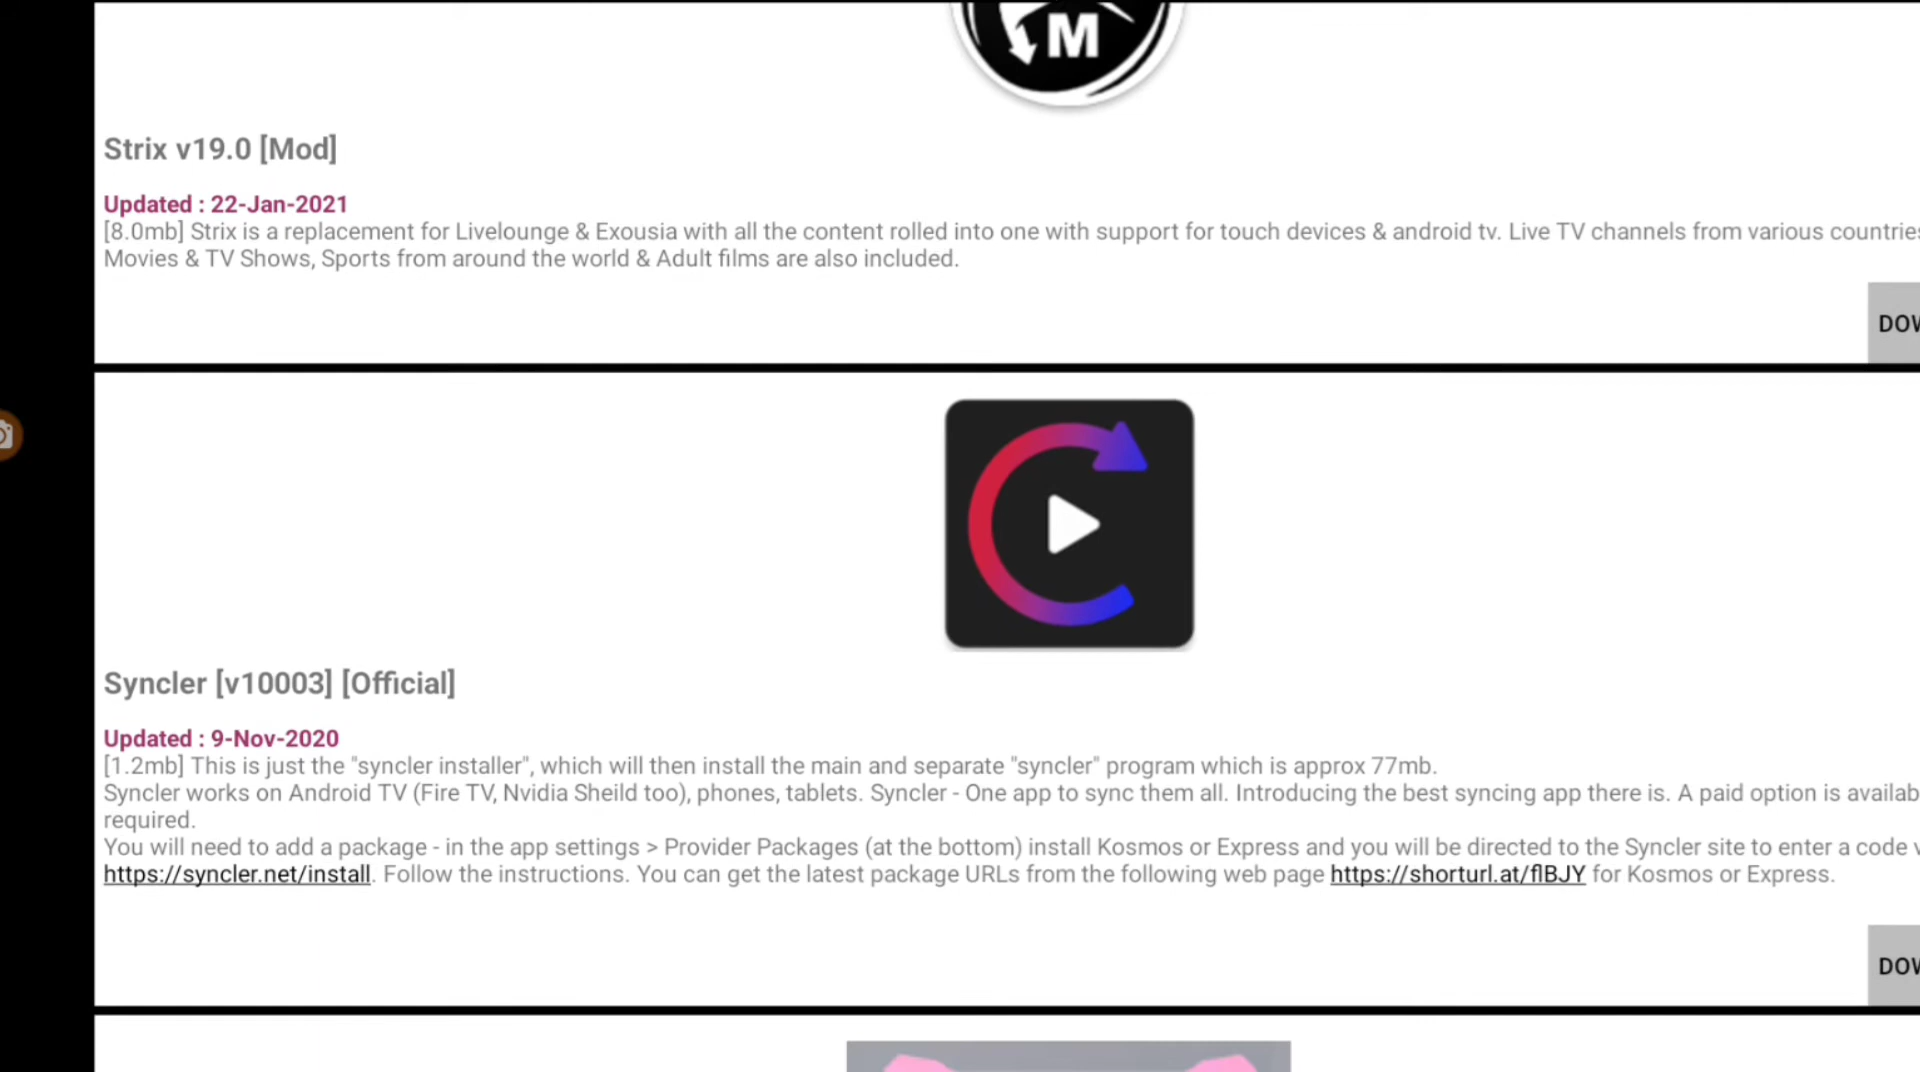 M
Strix v19.0 [Mod]
Updated : 22-Jan-2021
[8.0mb] Strix is a replacement for Livelounge & Exousia with all the content rolled into one with support for touch devices & android tv. Live TV channels from various countrie
Movies & TV Shows, Sports from around the world & Adult films are also included.
DOW
Syncler [v10003] [Official]
Updated : 9-Nov-2020
[1.2mb] This is just the "syncler installer", which will then install the main and separate "syncler" program which is approx 77mb.
Syncler works on Android TV (Fire TV, Nvidia Sheild too), phones, tablets. Syncler - One app to sync them all. Introducing the best syncing app there is. A paid option is availab
required.
You will need to add a package - in the app settings > Provider Packages (at the bottom) install Kosmos or Express and you will be directed to the Syncler site to enter a code v
https://syncler.net/install. Follow the instructions. You can get the latest package URLs from the following web page https://shorturl.at/flBJY for Kosmos or Express.
DOW